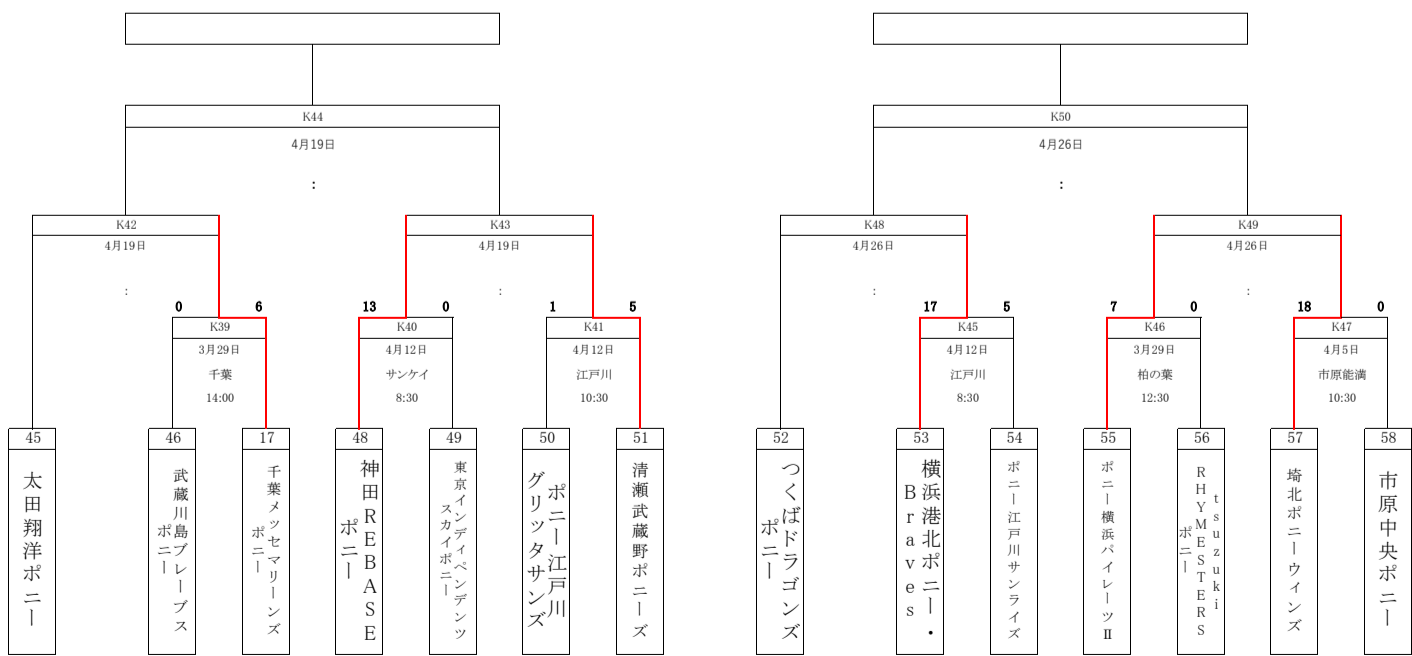 K44
K50
4月19日
4月26日
:
:
K42
K43
K48
K49
4月19日
4月19日
4月26日
4月26日
:
:
:
:
0
6
13
0
1
5
17
5
7
0
18
0
K39
K40
K41
K45
K46
K47
3月29日
4月12日
4月12日
4月12日
3月29日
4月5日
千葉
サンケイ
江戸川
江戸川
柏の葉
市原能満
14:00
8:30
10:30
8:30
12:30
10:30
45
46
17
48
49
50
51
52
53
54
55
56
57
58
太田翔洋ポニー
武蔵川島ブレーブス
ポニー
千葉メッセマリーンズ
ポニー
神田REBASE
ポニー
東京インディペンデンツ
スカイポニー
ポニー江戸川
グリッタサンズ
清瀬武蔵野ポニーズ
つくばドラゴンズ
ポニー
横浜港北ポニー・
Braves
ポニー江戸川サンライズ
ポニー横浜パイレーツⅡ
tsuzuki
RHYMESTERS
ポニー
埼北ポニーウィンズ
市原中央ポニー